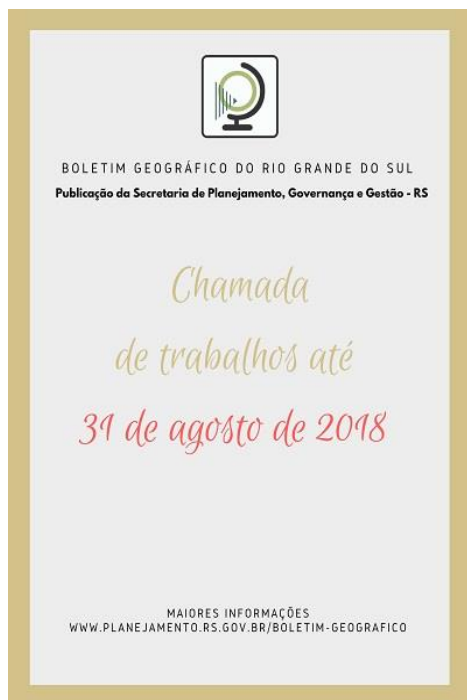 BOLETIM GEOGRÁFICO DO RIO GRANDE DO SUL
Publicação da Secretaria de Planejamento, Governança e Gestão - RS
Chamada
de trabalhos até
31 de agosto de 2018
MAIORES INFORMAÇÕES
WWW.PLANEJAMENTO.RS.GOV.BR/BOLETIM-GEOGRAFICO